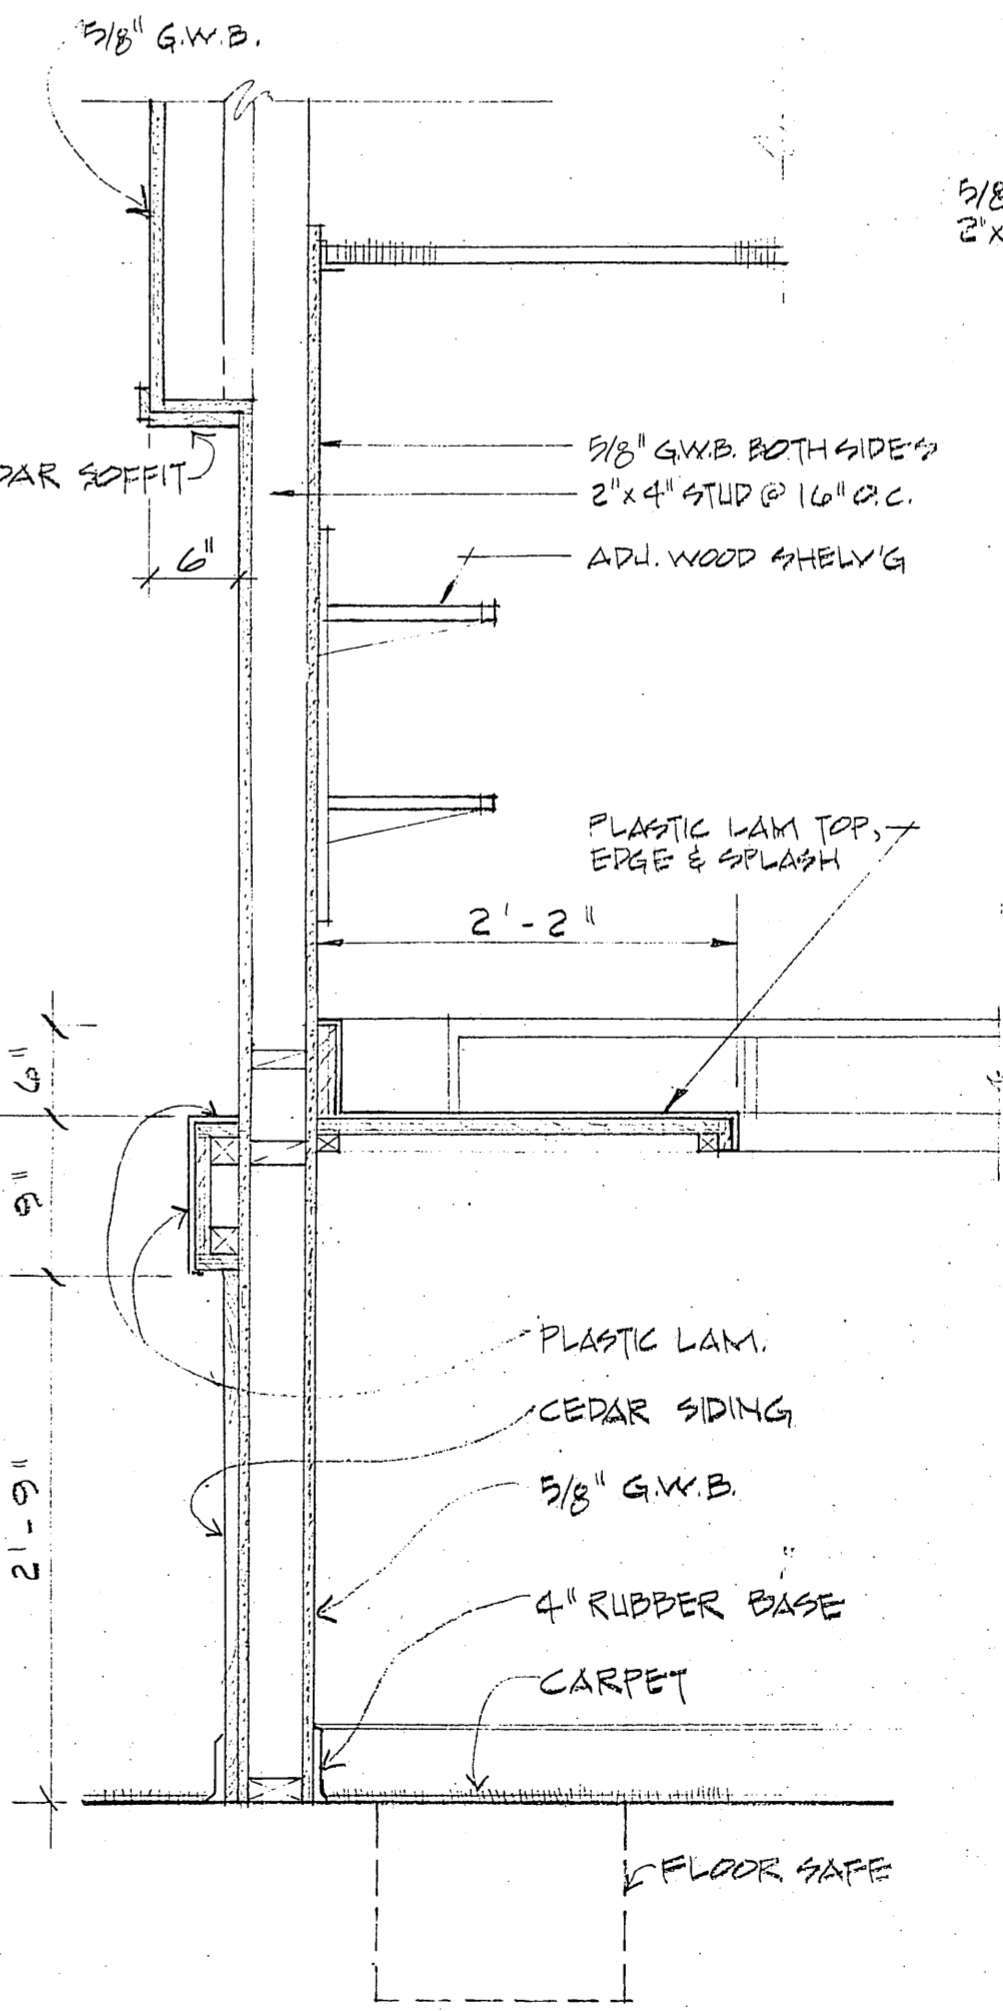 5/8" G.W.B.
5/8
2"x
5/8" G.W.B. BOTH SIDE'S
2"x4" STUD @ 16" O.C.
DAR SOFFIT
6"
ADJ. WOOD SHELV'G
PLASTIC LAM TOP,
EDGE & SPLASH
2'-2"
6"
9"
PLASTIC LAM.
CEDAR SIDING
5/8" G.W.B.
2'-9"
4" RUBBER BASE
CARPET
FLOOR SAFE